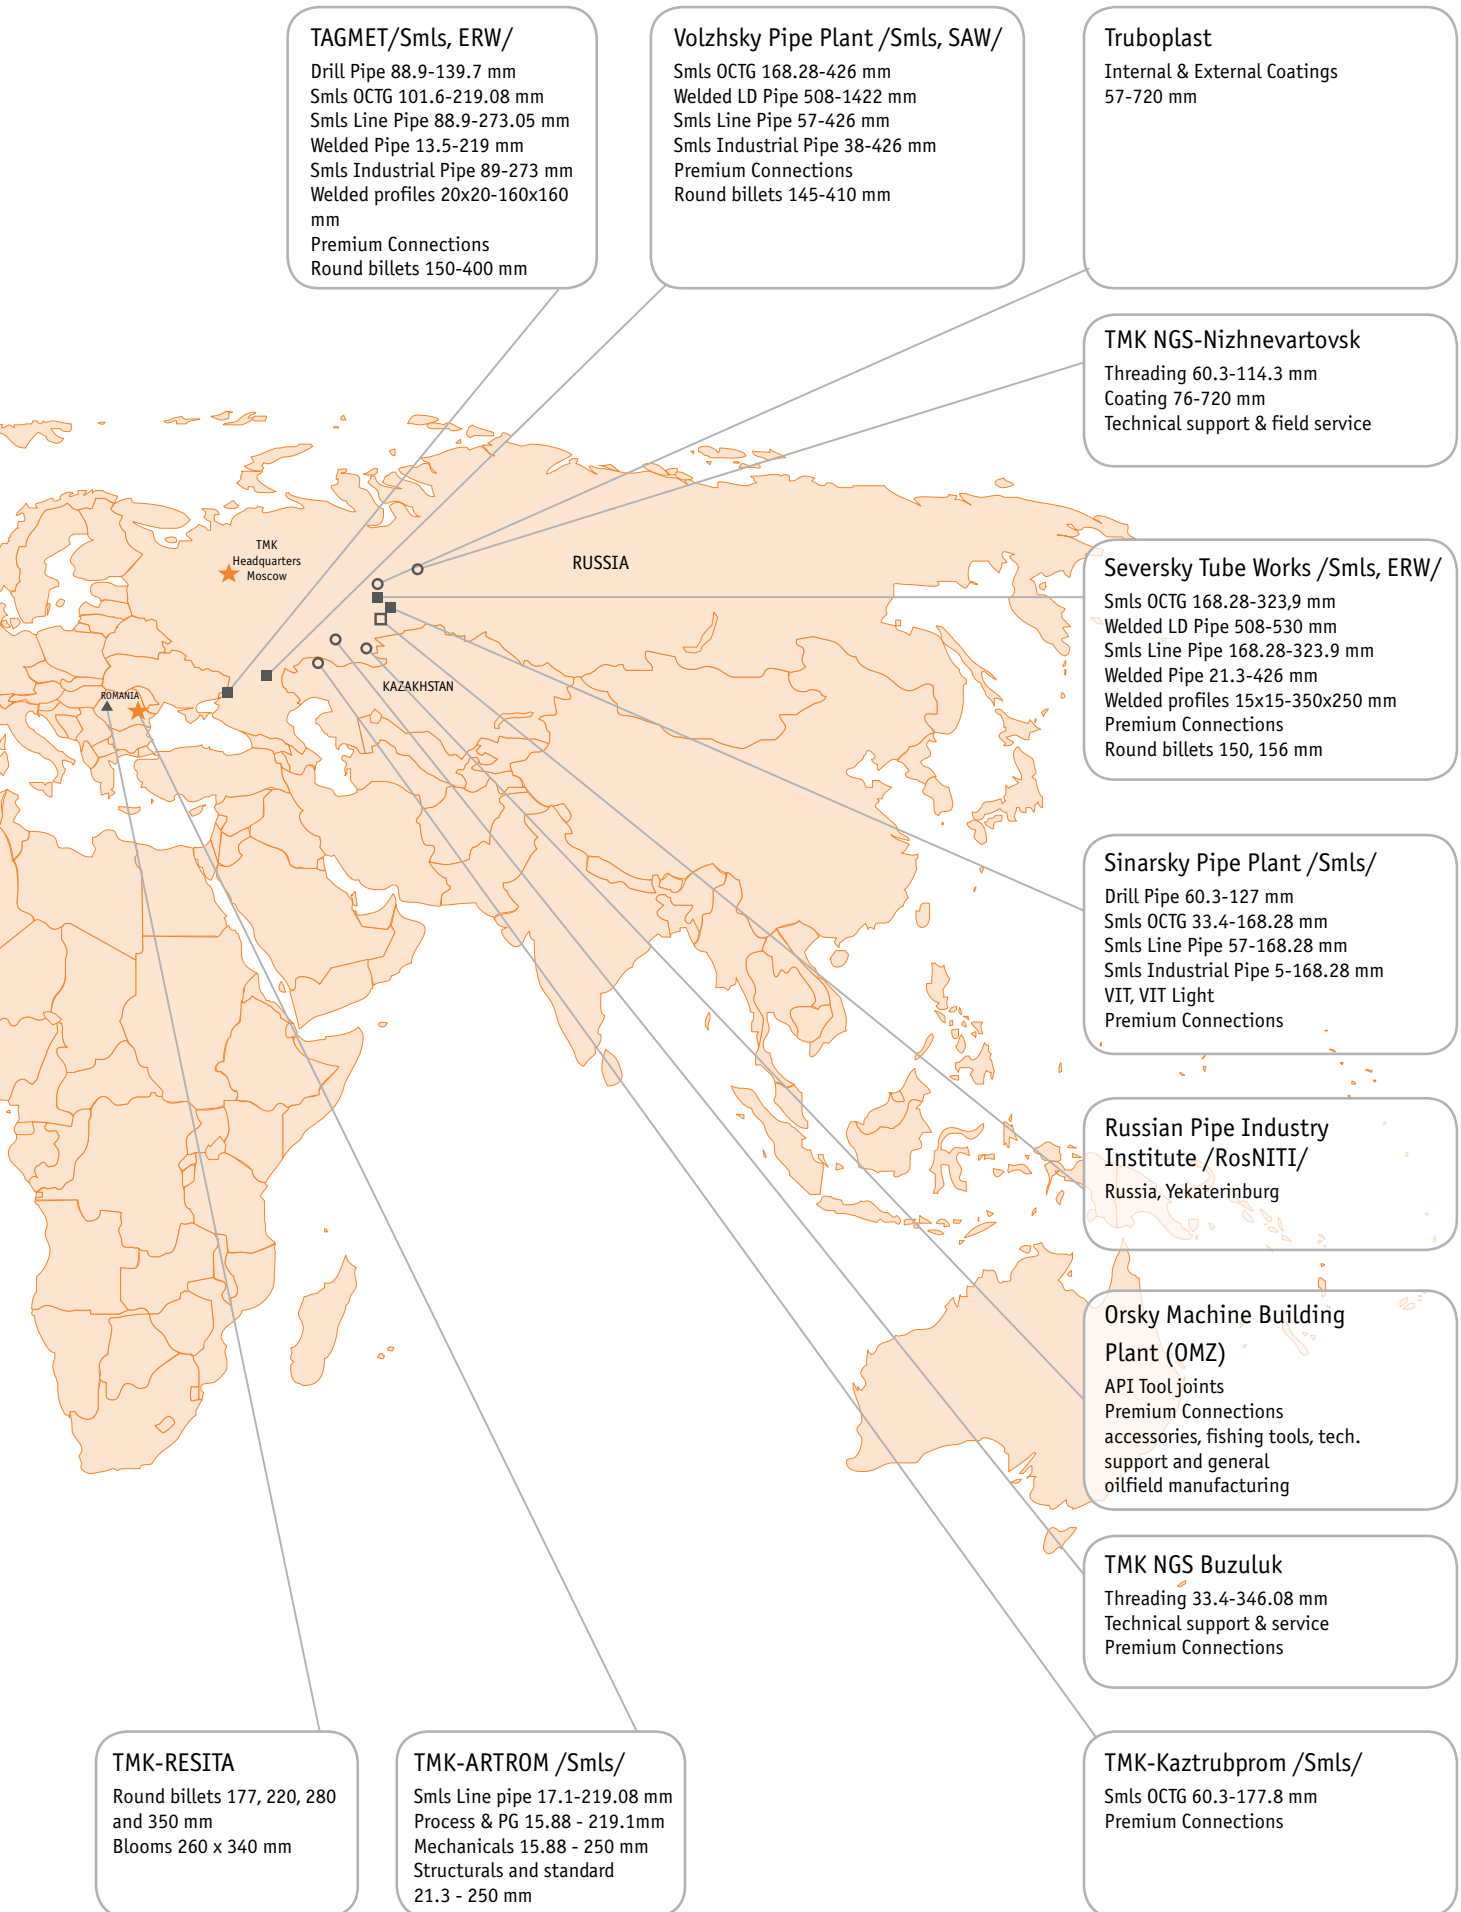 TAGMET/Smls, ERW/
Drill Pipe 88.9-139.7 mm
Smls OCTG 101.6-219.08 mm
Smls Line Pipe 88.9-273.05 mm
Welded Pipe 13.5-219 mm
Smls Industrial Pipe 89-273 mm
Welded profiles 20x20-160x160
mm
Premium Connections
Round billets 150-400 mm
Volzhsky Pipe Plant /Smls, SAW/
Smls OCTG 168.28-426 mm
Welded LD Pipe 508-1422 mm
Smls Line Pipe 57-426 mm
Smls Industrial Pipe 38-426 mm
Premium Connections
Round billets 145-410 mm
Truboplast
Internal & External Coatings
57-720 mm
TMK NGS-Nizhnevartovsk
Threading 60.3-114.3 mm
Coating 76-720 mm
Technical support & field service
TMK
Headquarters
Moscow
RUSSIA
KAZAKHSTAN
ROMANIA
Seversky Tube Works /Smls, ERW/
Smls OCTG 168.28-323,9 mm
Welded LD Pipe 508-530 mm
Smls Line Pipe 168.28-323.9 mm
Welded Pipe 21.3-426 mm
Welded profiles 15x15-350x250 mm
Premium Connections
Round billets 150, 156 mm
Sinarsky Pipe Plant /Smls/
Drill Pipe 60.3-127 mm
Smls OCTG 33.4-168.28 mm
Smls Line Pipe 57-168.28 mm
Smls Industrial Pipe 5-168.28 mm
VIT, VIT Light
Premium Connections
Russian Pipe Industry
Institute /RosNITI/
Russia, Yekaterinburg
Orsky Machine Building
Plant (OMZ)
API Tool joints
Premium Connections
accessories, fishing tools, tech.
support and general
oilfield manufacturing
TMK NGS Buzuluk
Threading 33.4-346.08 mm
Technical support & service
Premium Connections
TMK-RESITA
Round billets 177, 220, 280
and 350 mm
Blooms 260 x 340 mm
TMK-ARTROM /Smls/
Smls Line pipe 17.1-219.08 mm
Process & PG 15.88 - 219.1mm
Mechanicals 15.88 - 250 mm
Structurals and standard
21.3 - 250 mm
TMK-Kaztrubprom /Smls/
Smls OCTG 60.3-177.8 mm
Premium Connections